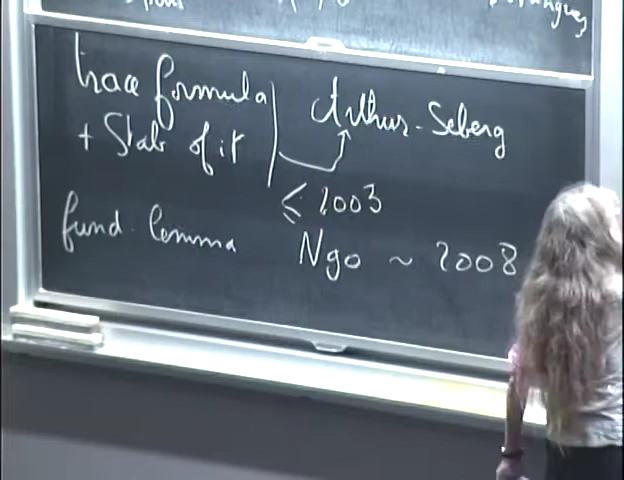 trace formula
+ Stab of it
Arthur - Selberg
≤ 2003
fund. lemma
Ngo ~ 2008